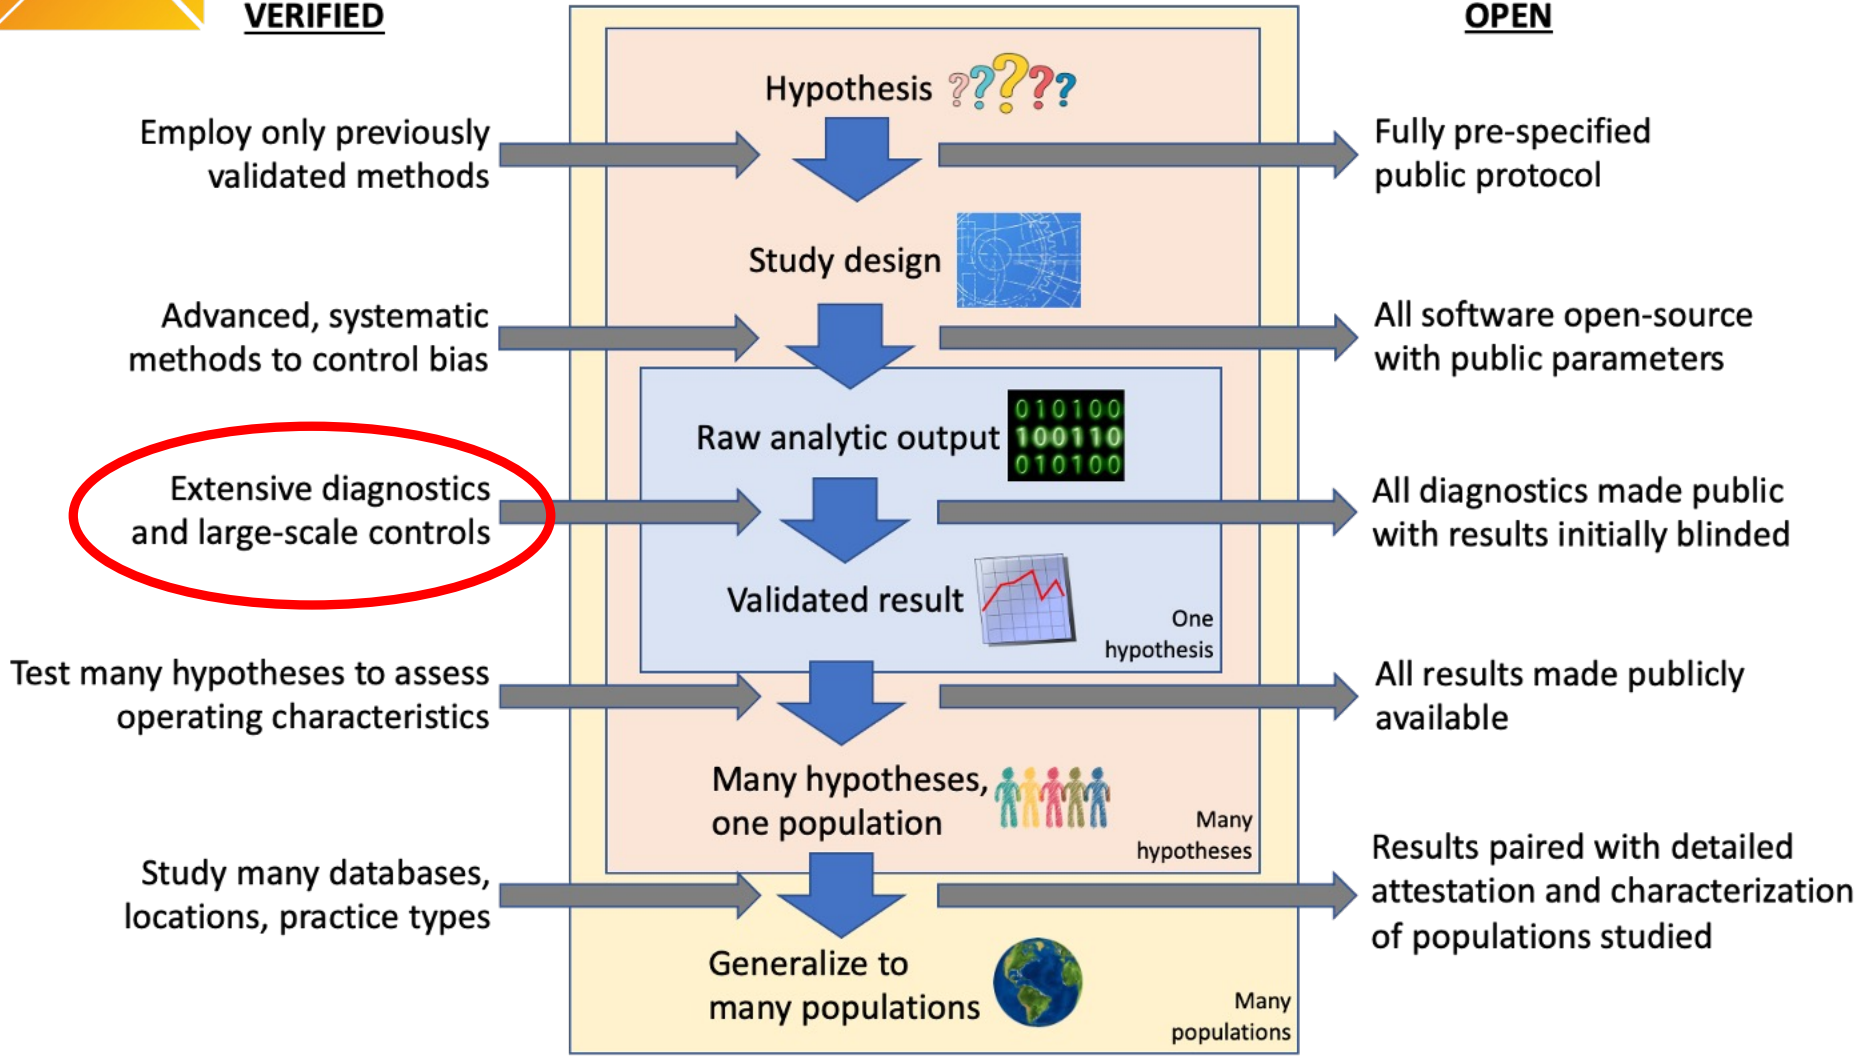 VERIFIED
OPEN
Hypothesis ?????
Employ only previously
validated methods
Fully pre-specified
public protocol
Study design
Advanced, systematic
methods to control bias
All software open-source
with public parameters
Raw analytic output
010100
100110
010100
Extensive diagnostics
and large-scale controls
All diagnostics made public
with results initially blinded
Validated result
One
hypothesis
Test many hypotheses to assess
operating characteristics
All results made publicly
available
Many hypotheses,
one population
Many
hypotheses
Study many databases,
locations, practice types
Results paired with detailed
attestation and characterization
of populations studied
Generalize to
many populations
Many
populations